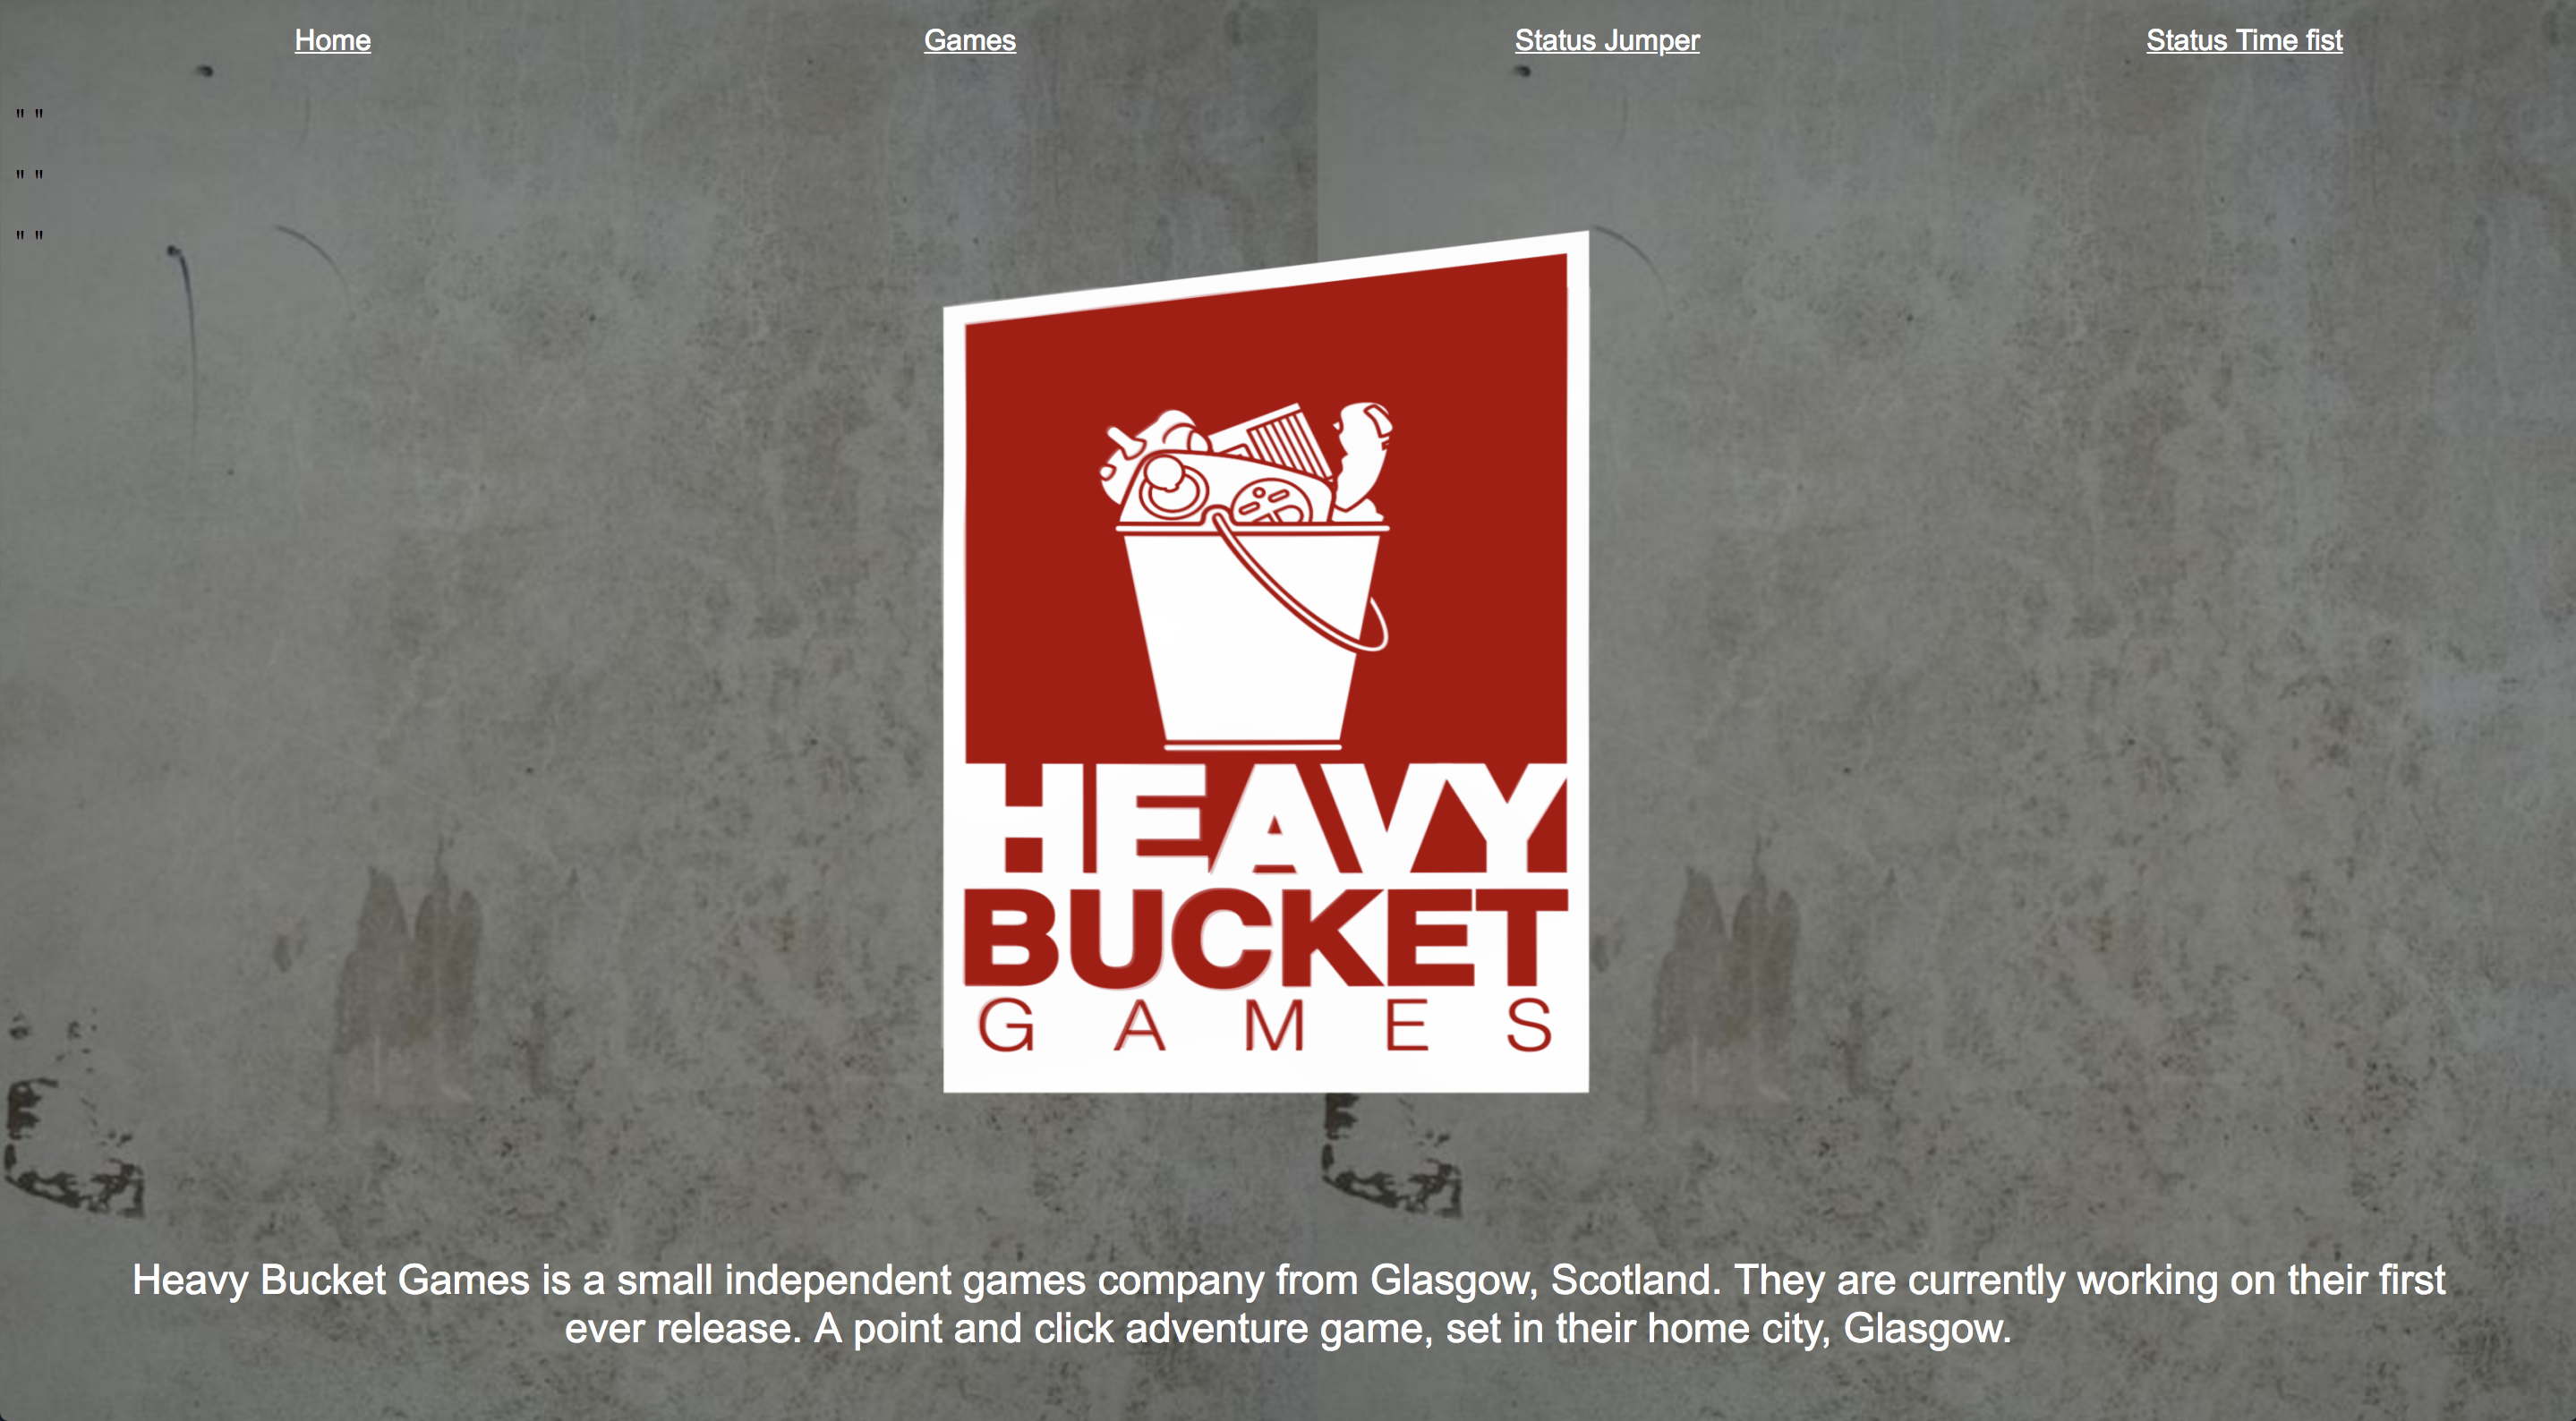 Home Games Status Jumper Status Time fist
" "
" "
" "
HEAVY
BUCKET
GAMES
Heavy Bucket Games is a small independent games company from Glasgow, Scotland. They are currently working on their first
ever release. A point and click adventure game, set in their home city, Glasgow.